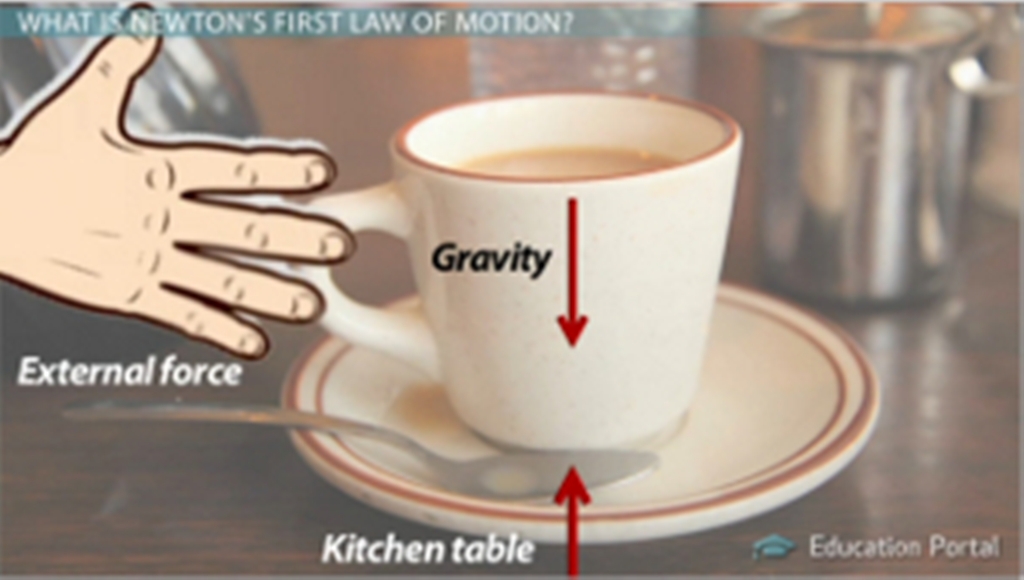 WHAT IS NEWTON'S FIRST LAW OF MOTION?
Gravity
External force
Kitchen table
Education Portal